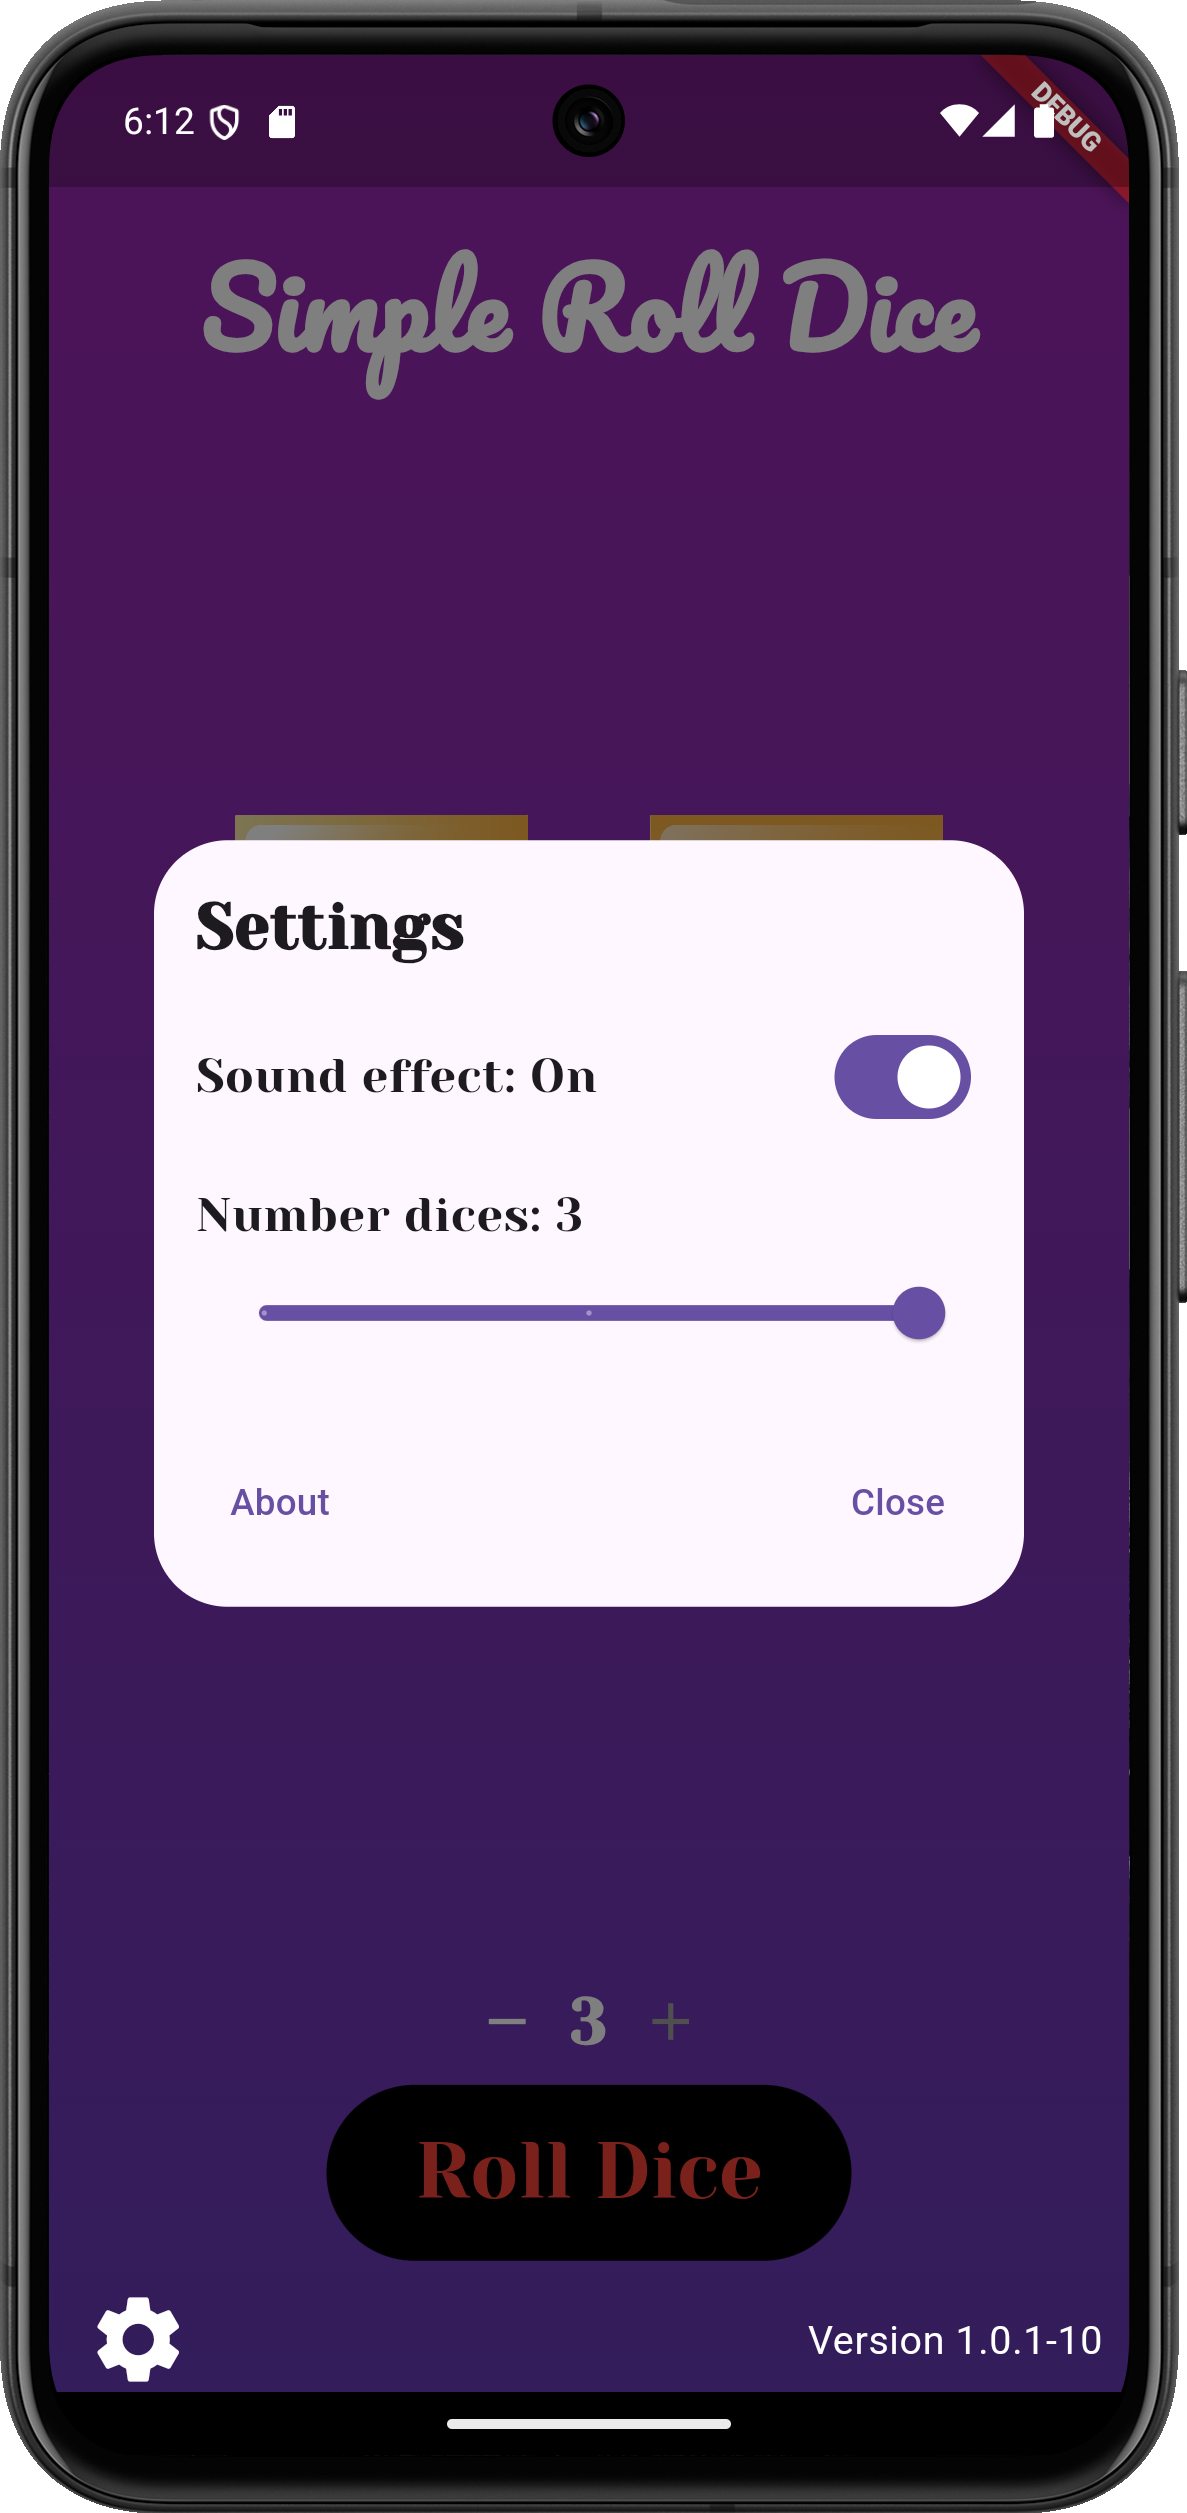 6:12
DEBUG
Simple Roll Dice
Settings
Sound effect: On
Number dices: 3
About
Close
− 3 +
Roll Dice
Version 1.0.1-10